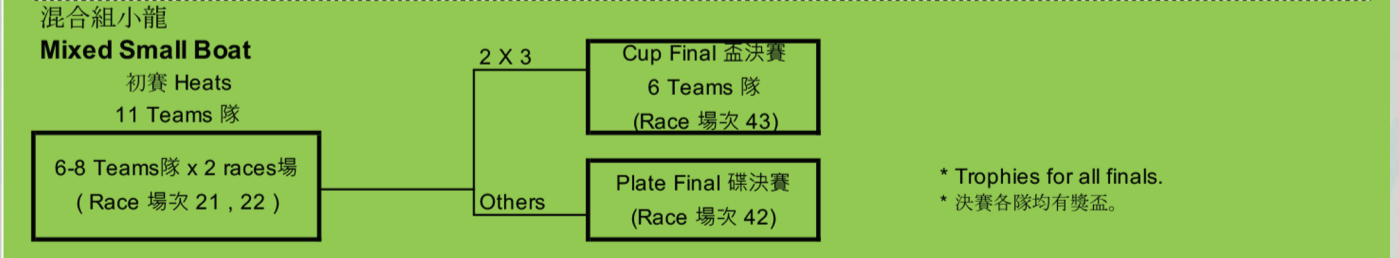 混合組小龍
Mixed Small Boat
初賽 Heats
11 Teams 隊
6-8 Teams隊 x 2 races場
( Race 場次 21 , 22 )
2 X 3
Cup Final 盃決賽
6 Teams 隊
(Race 場次 43)
Others
Plate Final 碟決賽
(Race 場次 42)
* Trophies for all finals.
* 決賽各隊均有獎盃。